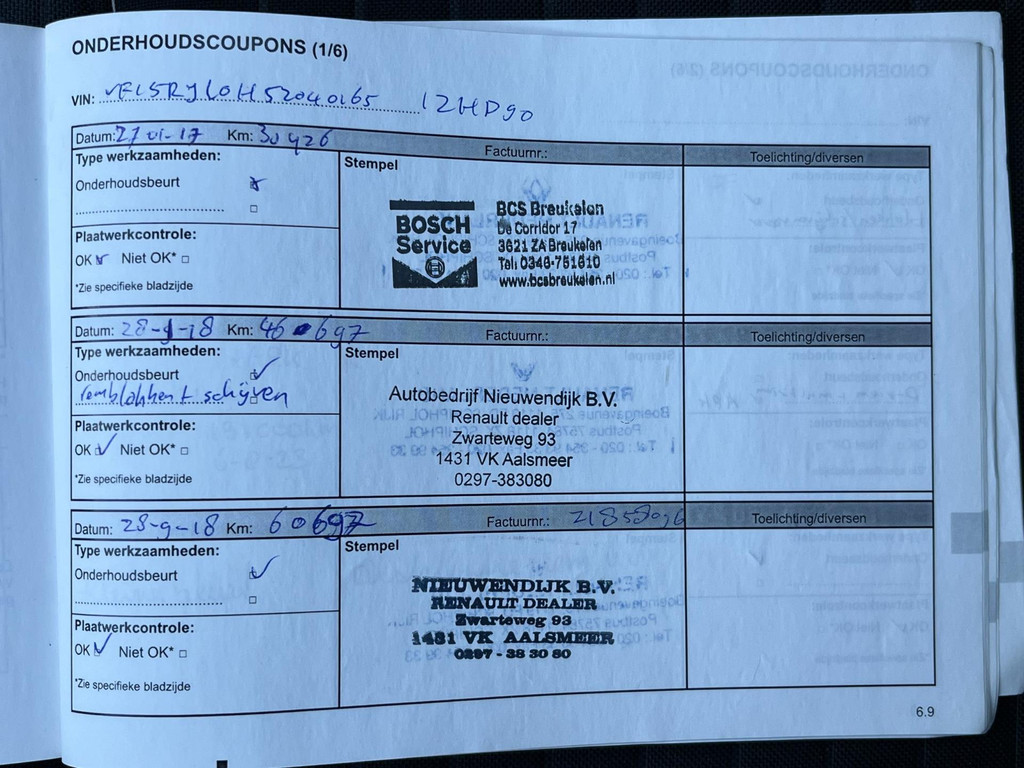 ONDERHOUDSCOUPONS (1/6)
VIN: VF15RJL0H52040165 12HDgo
Datum: 27-01-17 Km: 30426 Factuurnr.: Toelichting/diversen
Type werkzaamheden:
Stempel
Onderhoudsbeurt
BCS Breukelen
BOSCH
De Corridor 17
Service
3621 ZA Breukelen
Plaatwerkcontrole:
Tel: 0346-751610
OK Niet OK*
www.bcsbreukelen.nl
*Zie specifieke bladzijde
Datum: 28-9-18 Km: 60697 Factuurnr.: Toelichting/diversen
Type werkzaamheden:
Stempel
Onderhoudsbeurt
remblokken + schijven
Autobedrijf Nieuwendijk B.V.
Renault dealer
Plaatwerkcontrole:
Zwarteweg 93
OK Niet OK*
1431 VK Aalsmeer
*Zie specifieke bladzijde
0297-383080
Datum: 28-9-18 Km: 60697 Factuurnr.: Toelichting/diversen
Type werkzaamheden:
Stempel
Onderhoudsbeurt
NIEUWENDIJK B.V.
RENAULT DEALER
Zwarteweg 93
Plaatwerkcontrole:
1431 VK AALSMEER
OK Niet OK*
0297 - 38 30 80
*Zie specifieke bladzijde
6.9